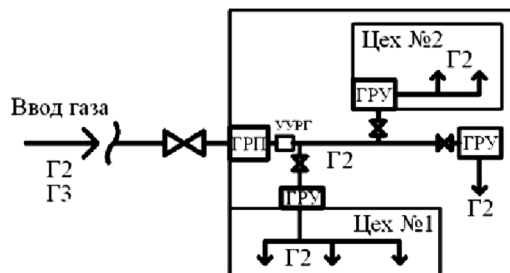 Цех №2
Г2
ГРУ
Ввод газа
Г2
Г3
ГРП
УУРГ
Г2
ГРУ
Г2
ГРУ
Цех №1
Г2